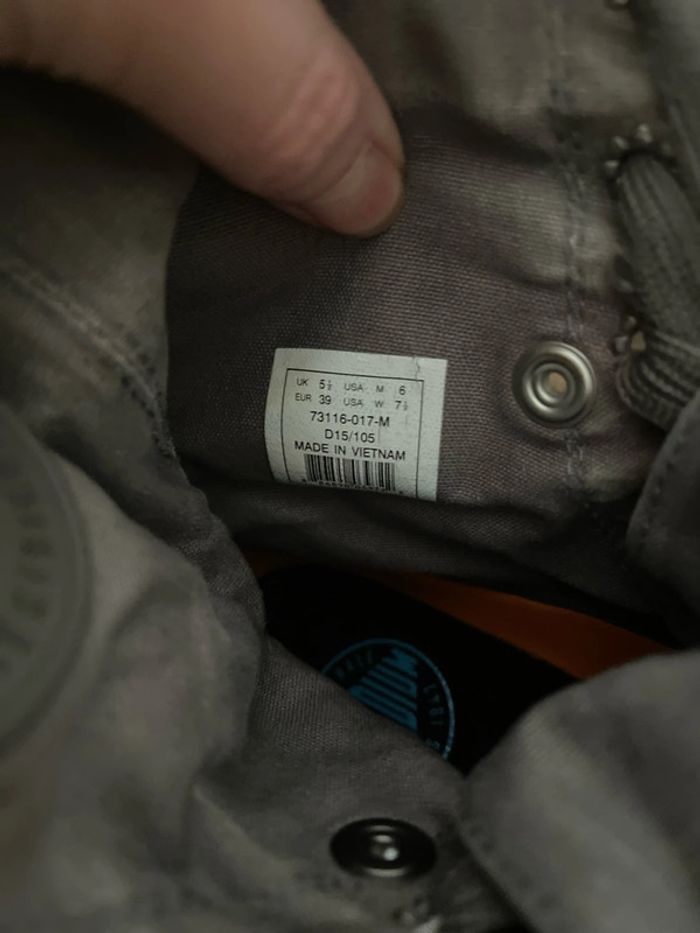 UK 5½ USA M 6
EUR 39 USA W 7½
73116-017-M
D15/105
MADE IN VIETNAM